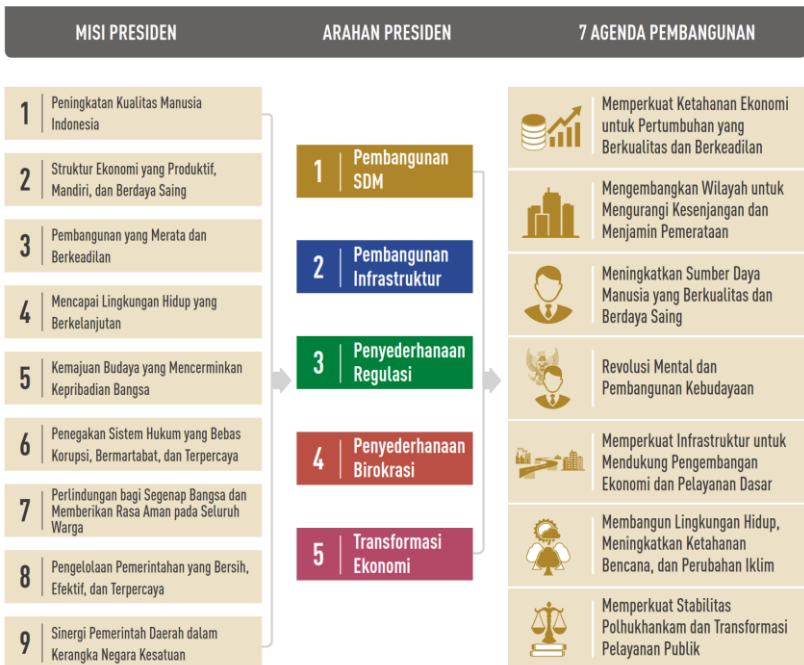 MISI PRESIDEN
ARAHAN PRESIDEN
7 AGENDA PEMBANGUNAN
1
Peningkatan Kualitas Manusia
Indonesia
2
Struktur Ekonomi yang Produktif,
Mandiri, dan Berdaya Saing
3
Pembangunan yang Merata dan
Berkeadilan
4
Mencapai Lingkungan Hidup yang
Berkelanjutan
5
Kemajuan Budaya yang Mencerminkan
Kepribadian Bangsa
6
Penegakan Sistem Hukum yang Bebas
Korupsi, Bermartabat, dan Terpercaya
7
Perlindungan bagi Segenap Bangsa dan
Memberikan Rasa Aman pada Seluruh
Warga
8
Pengelolaan Pemerintahan yang Bersih,
Efektif, dan Terpercaya
9
Sinergi Pemerintah Daerah dalam
Kerangka Negara Kesatuan
1
Pembangunan
SDM
2
Pembangunan
Infrastruktur
3
Penyederhanaan
Regulasi
4
Penyederhanaan
Birokrasi
5
Transformasi
Ekonomi
Memperkuat Ketahanan Ekonomi
untuk Pertumbuhan yang
Berkualitas dan Berkeadilan
Mengembangkan Wilayah untuk
Mengurangi Kesenjangan dan
Menjamin Pemerataan
Meningkatkan Sumber Daya
Manusia yang Berkualitas dan
Berdaya Saing
Revolusi Mental dan
Pembangunan Kebudayaan
Memperkuat Infrastruktur untuk
Mendukung Pengembangan
Ekonomi dan Pelayanan Dasar
Membangun Lingkungan Hidup,
Meningkatkan Ketahanan
Bencana, dan Perubahan Iklim
Memperkuat Stabilitas
Polhukhankam dan Transformasi
Pelayanan Publik